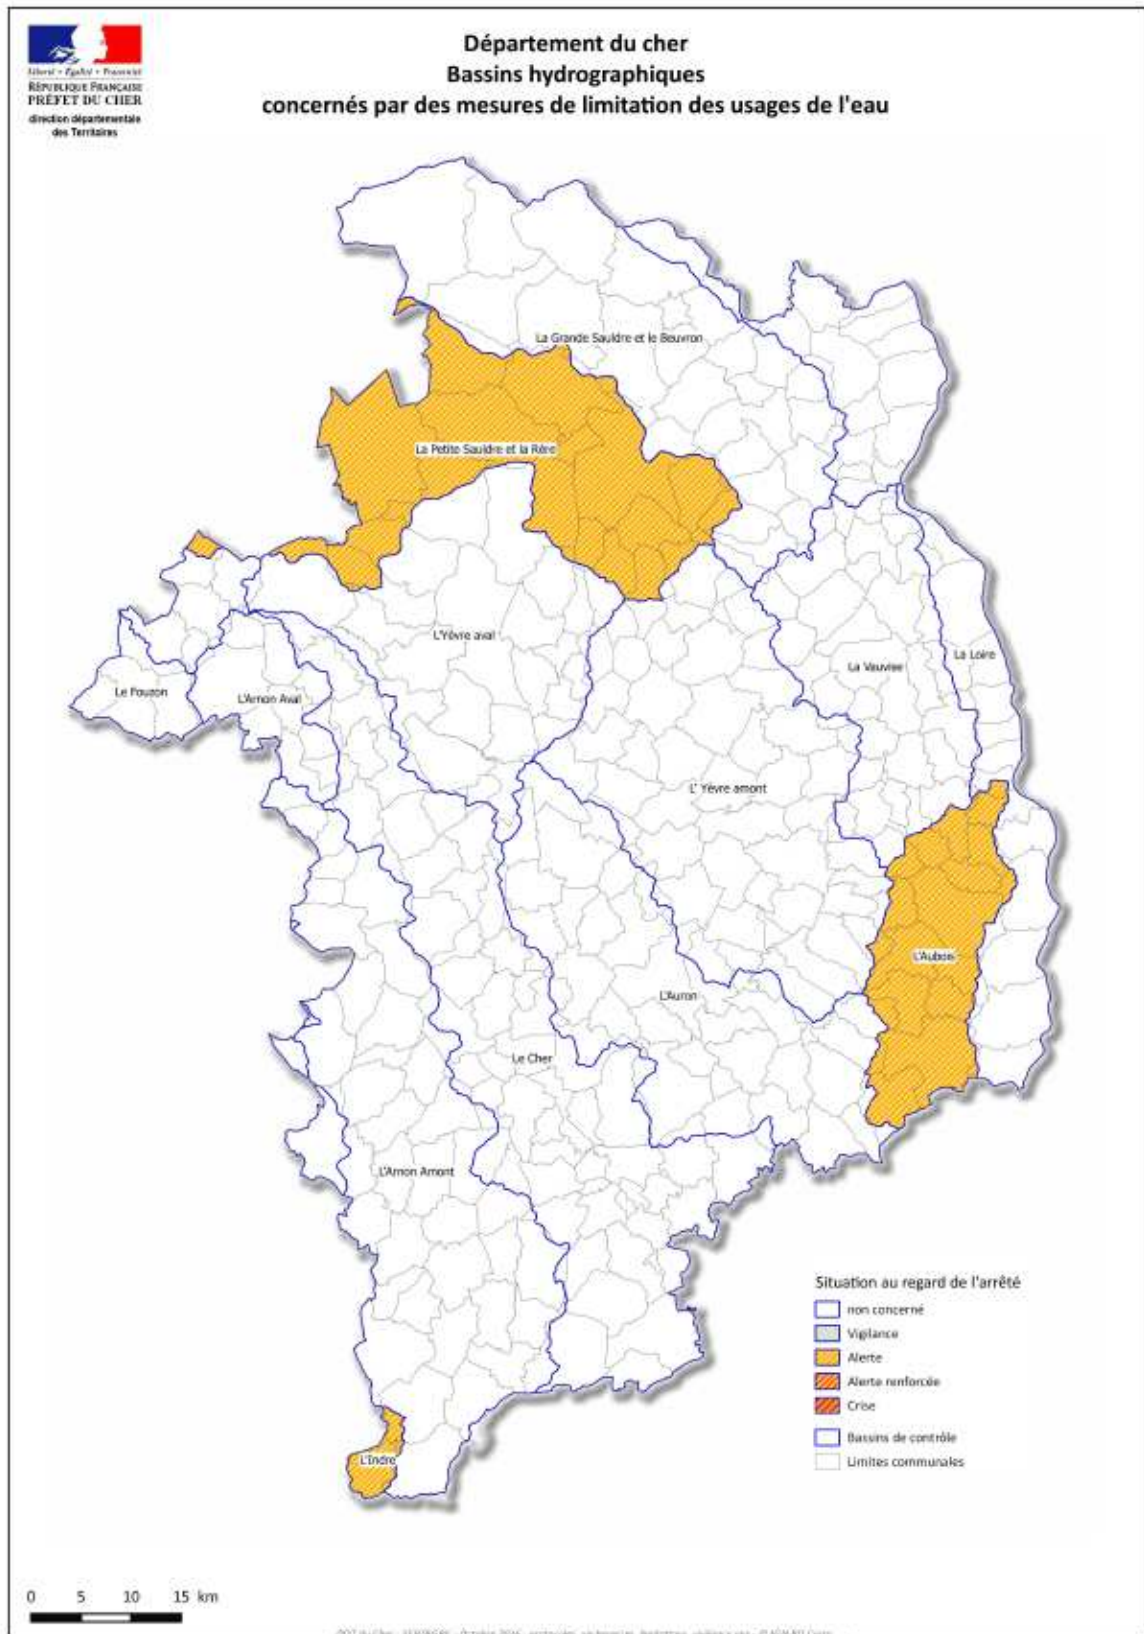 Département du cher
Bassins hydrographiques
concernés par des mesures de limitation des usages de l'eau
Liberté • Égalité • Fraternité
RÉPUBLIQUE FRANÇAISE
PRÉFET DU CHER
direction départementale
des Territoires
La Grande Sauldre et le Beuvron
La Petite Sauldre et la Rère
L'Yèvre aval
La Vauvise
La Loire
Le Fouzon
L'Arnon Aval
L' Yèvre amont
L'Aubois
L'Auron
Le Cher
L'Arnon Amont
L'Indre
Situation au regard de l'arrêté
non concerné
Vigilance
Alerte
Alerte renforcée
Crise
Bassins de contrôle
Limites communales
0 5 10 15 km